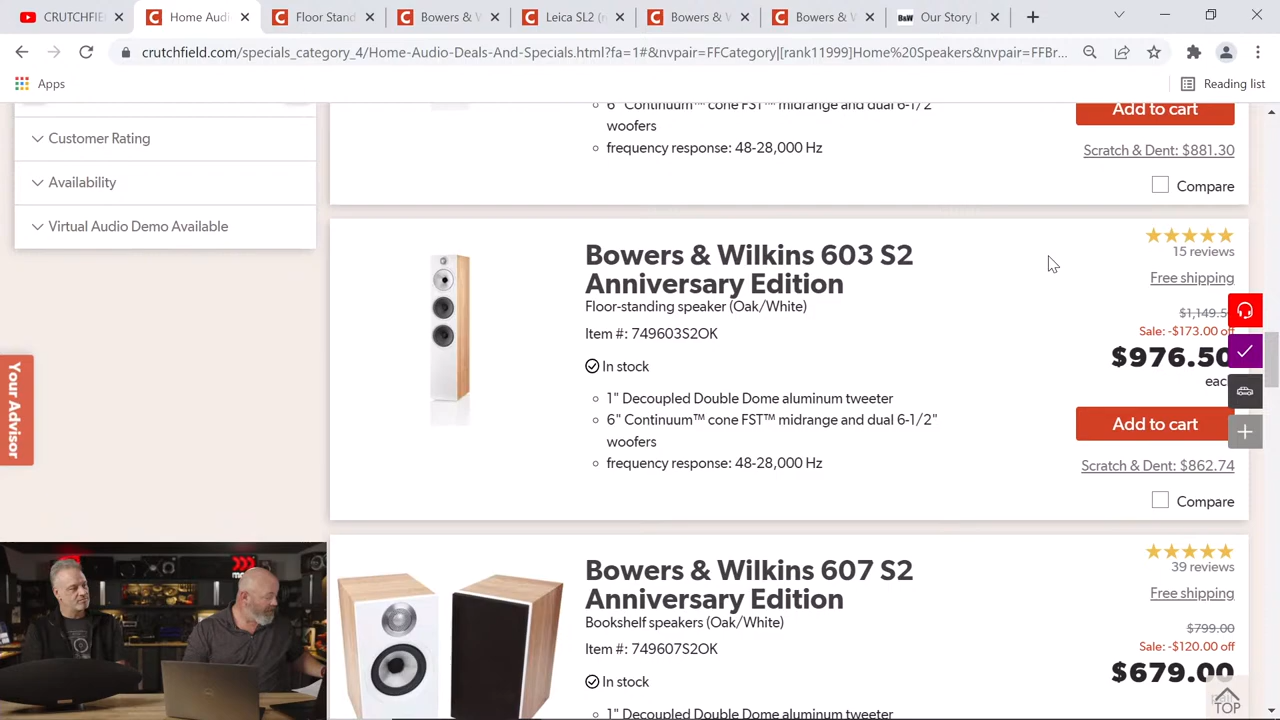 CRUTCHFIE
Home Audi
Floor Stand
Bowers & W
Leica SL2 (n
Bowers & W
Bowers & W
B&W
Our Story |
crutchfield.com/specials_category_4/Home-Audio-Deals-And-Specials.html?fa=1#&nvpair=FFCategory|[rank11999]Home%20Speakers&nvpair=FFBr...
Apps
Reading list
Customer Rating
Availability
Virtual Audio Demo Available
6" Continuum™ cone FST™ midrange and dual 6-1/2"
woofers
frequency response: 48-28,000 Hz
Add to cart
Scratch & Dent: $881.30
Compare
Bowers & Wilkins 603 S2
Anniversary Edition
Floor-standing speaker (Oak/White)
Item #: 749603S2OK
In stock
1" Decoupled Double Dome aluminum tweeter
6" Continuum™ cone FST™ midrange and dual 6-1/2"
woofers
frequency response: 48-28,000 Hz
15 reviews
Free shipping
$1,149.5
Sale: -$173.00 off
$976.50
eac
Add to cart
Scratch & Dent: $862.74
Compare
Your Advisor
Bowers & Wilkins 607 S2
Anniversary Edition
Bookshelf speakers (Oak/White)
Item #: 749607S2OK
In stock
1" Decoupled Double Dome aluminum tweeter
39 reviews
Free shipping
$799.00
Sale: -$120.00 off
$679.00
TOP